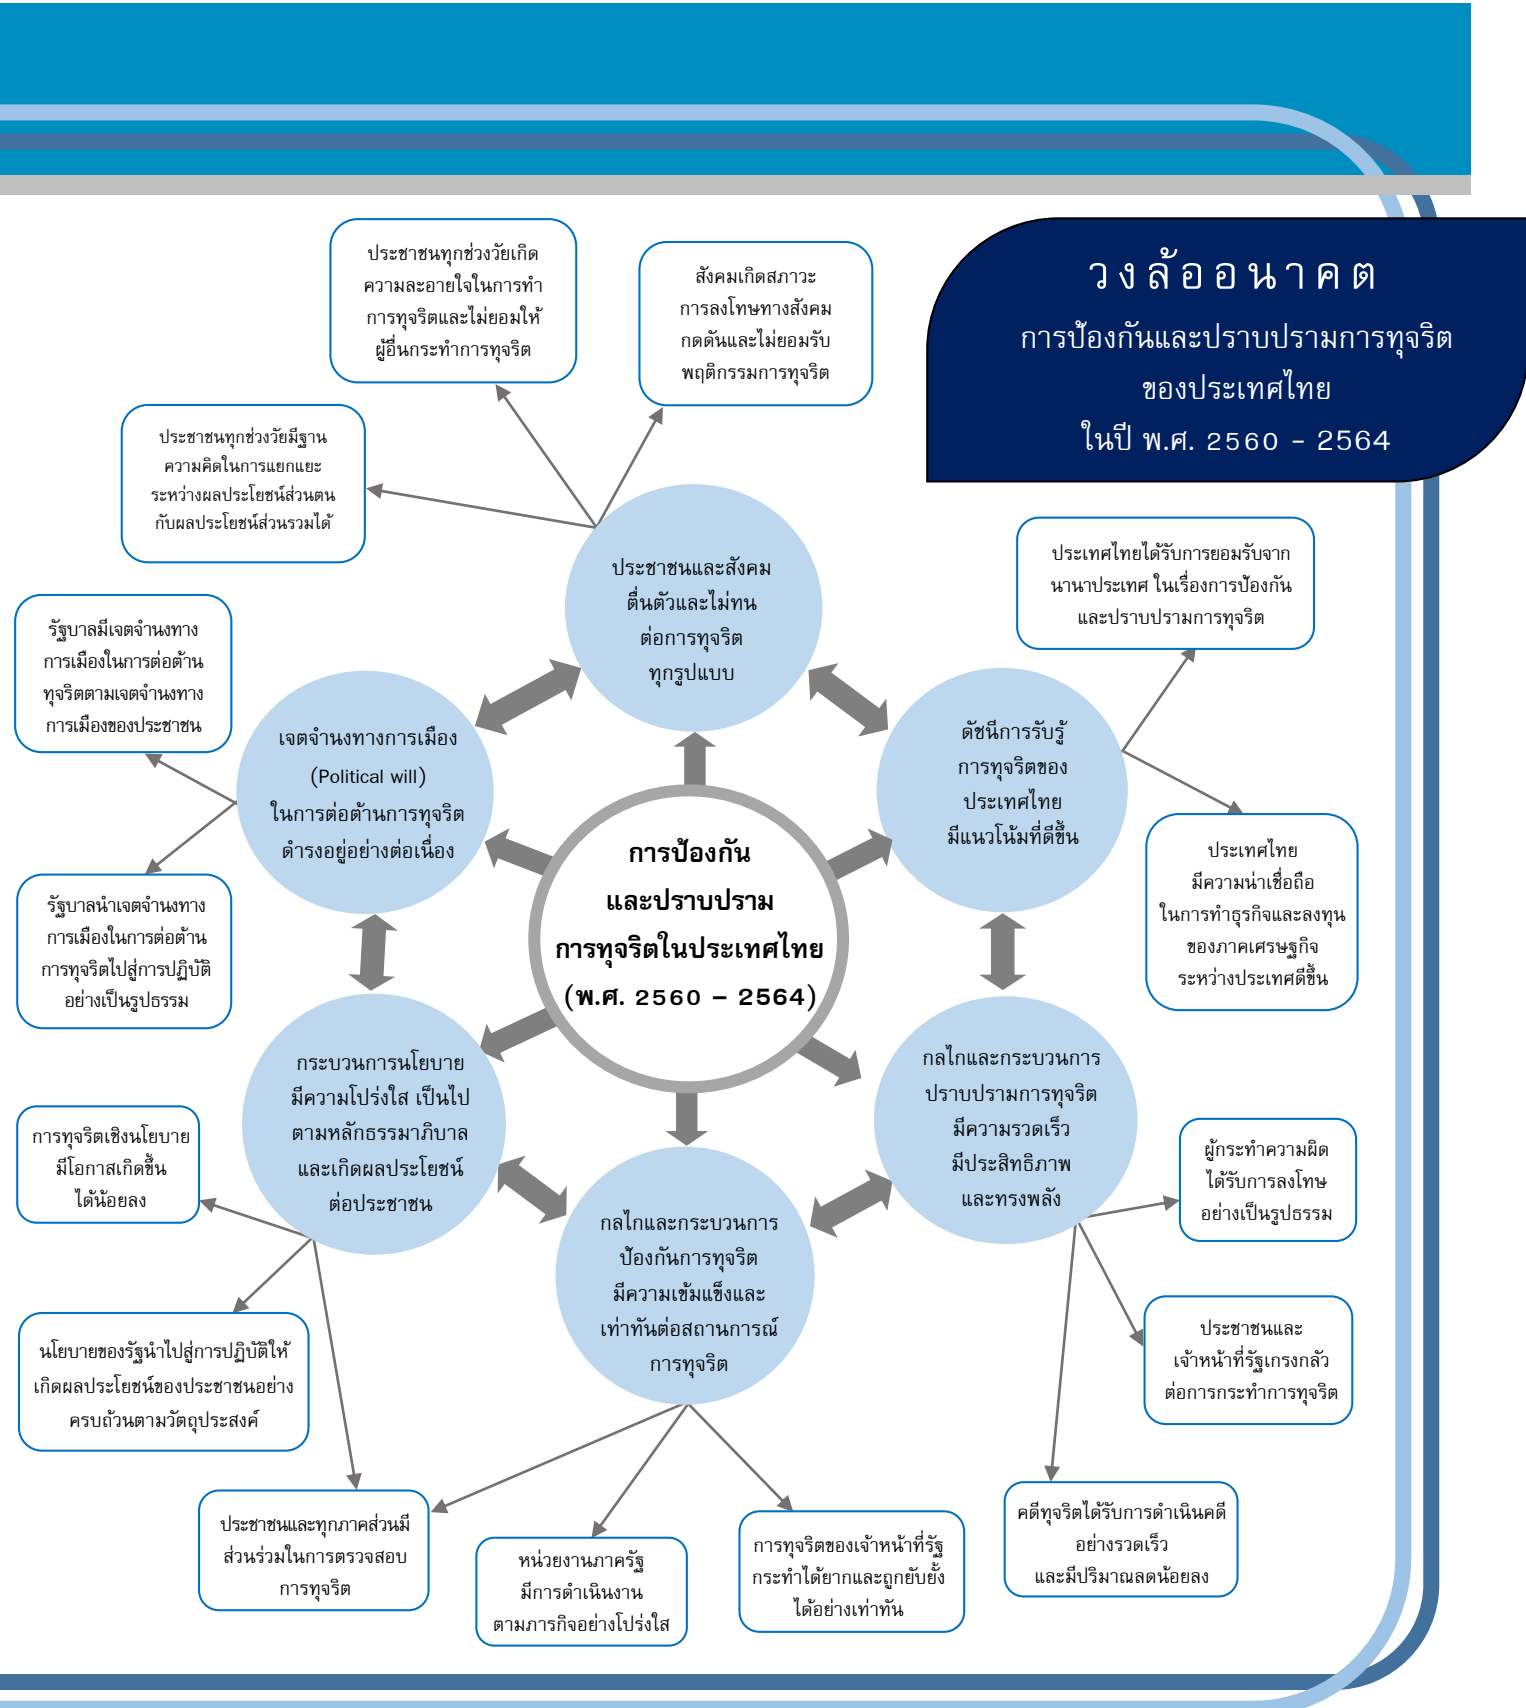 วงล้ออนาคต
การป้องกันและปราบปรามการทุจริต
ของประเทศไทย
ในปี พ.ศ. 2560 – 2564
ประชาชนทุกช่วงวัยเกิด
ความละอายใจในการทำ
การทุจริตและไม่ยอมให้
ผู้อื่นกระทำการทุจริต
สังคมเกิดสภาวะ
การลงโทษทางสังคม
กดดันและไม่ยอมรับ
พฤติกรรมการทุจริต
ประชาชนทุกช่วงวัยมีฐาน
ความคิดในการแยกแยะ
ระหว่างผลประโยชน์ส่วนตน
กับผลประโยชน์ส่วนรวมได้
ประชาชนและสังคม
ตื่นตัวและไม่ทน
ต่อการทุจริต
ทุกรูปแบบ
ประเทศไทยได้รับการยอมรับจาก
นานาประเทศ ในเรื่องการป้องกัน
และปราบปรามการทุจริต
รัฐบาลมีเจตจำนงทาง
การเมืองในการต่อต้าน
ทุจริตตามเจตจำนงทาง
การเมืองของประชาชน
เจตจำนงทางการเมือง
(Political will)
ในการต่อต้านการทุจริต
ดำรงอยู่อย่างต่อเนื่อง
ดัชนีการรับรู้
การทุจริตของ
ประเทศไทย
มีแนวโน้มที่ดีขึ้น
การป้องกัน
และปราบปราม
การทุจริตในประเทศไทย
(พ.ศ. 2560 – 2564)
ประเทศไทย
มีความน่าเชื่อถือ
ในการทำธุรกิจและลงทุน
ของภาคเศรษฐกิจ
ระหว่างประเทศดีขึ้น
รัฐบาลนำเจตจำนงทาง
การเมืองในการต่อต้าน
การทุจริตไปสู่การปฏิบัติ
อย่างเป็นรูปธรรม
กระบวนการนโยบาย
มีความโปร่งใส เป็นไป
ตามหลักธรรมาภิบาล
และเกิดผลประโยชน์
ต่อประชาชน
กลไกและกระบวนการ
ปราบปรามการทุจริต
มีความรวดเร็ว
มีประสิทธิภาพ
และทรงพลัง
การทุจริตเชิงนโยบาย
มีโอกาสเกิดขึ้น
ได้น้อยลง
ผู้กระทำความผิด
ได้รับการลงโทษ
อย่างเป็นรูปธรรม
กลไกและกระบวนการ
ป้องกันการทุจริต
มีความเข้มแข็งและ
เท่าทันต่อสถานการณ์
การทุจริต
นโยบายของรัฐนำไปสู่การปฏิบัติให้
เกิดผลประโยชน์ของประชาชนอย่าง
ครบถ้วนตามวัตถุประสงค์
ประชาชนและ
เจ้าหน้าที่รัฐเกรงกลัว
ต่อการกระทำการทุจริต
ประชาชนและทุกภาคส่วนมี
ส่วนร่วมในการตรวจสอบ
การทุจริต
หน่วยงานภาครัฐ
มีการดำเนินงาน
ตามภารกิจอย่างโปร่งใส
การทุจริตของเจ้าหน้าที่รัฐ
กระทำได้ยากและถูกยับยั้ง
ได้อย่างเท่าทัน
คดีทุจริตได้รับการดำเนินคดี
อย่างรวดเร็ว
และมีปริมาณลดน้อยลง